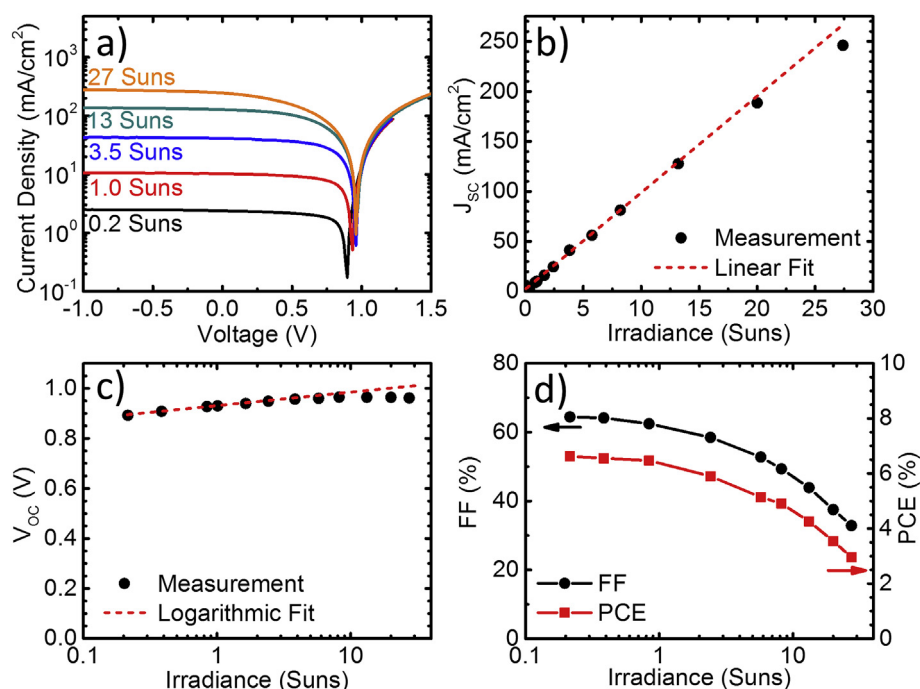 a)
Current Density (mA/cm²)
10³
10²
10¹
10⁰
10⁻¹
27 Suns
13 Suns
3.5 Suns
1.0 Suns
0.2 Suns
-1.0 -0.5 0.0 0.5 1.0 1.5
Voltage (V)
b)
J_SC (mA/cm²)
250
200
150
100
50
0
Measurement
Linear Fit
0 5 10 15 20 25 30
Irradiance (Suns)
c)
V_OC (V)
1.0
0.8
0.6
0.4
0.2
0.0
Measurement
Logarithmic Fit
0.1 1 10
Irradiance (Suns)
d)
FF (%)
80
60
40
20
0
FF
PCE
10
8
6
4
2
0
PCE (%)
0.1 1 10
Irradiance (Suns)